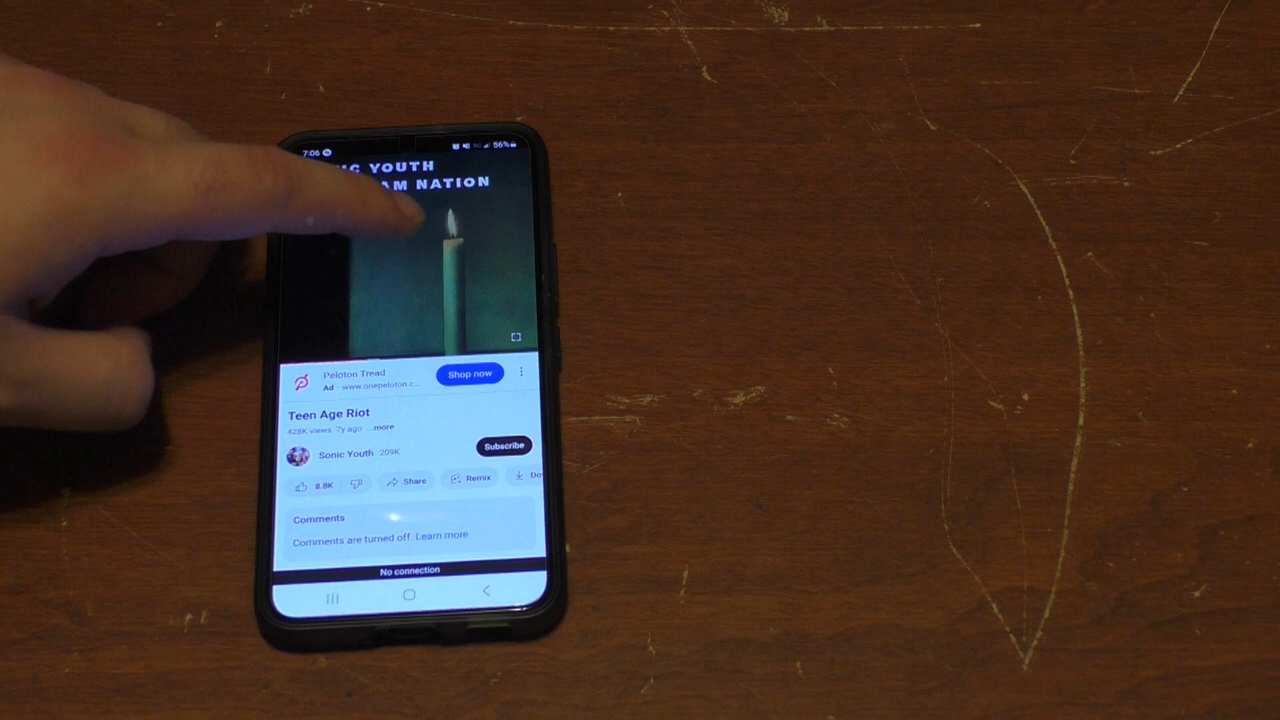 7:06 56%
IC YOUTH
AM NATION
Peloton Tread
Ad · www.onepeloton.c...
Shop now
Teen Age Riot
428K views 7y ago ...more
Sonic Youth 209K
Subscribe
8.8K Share Remix Do
Comments
Comments are turned off. Learn more
No connection